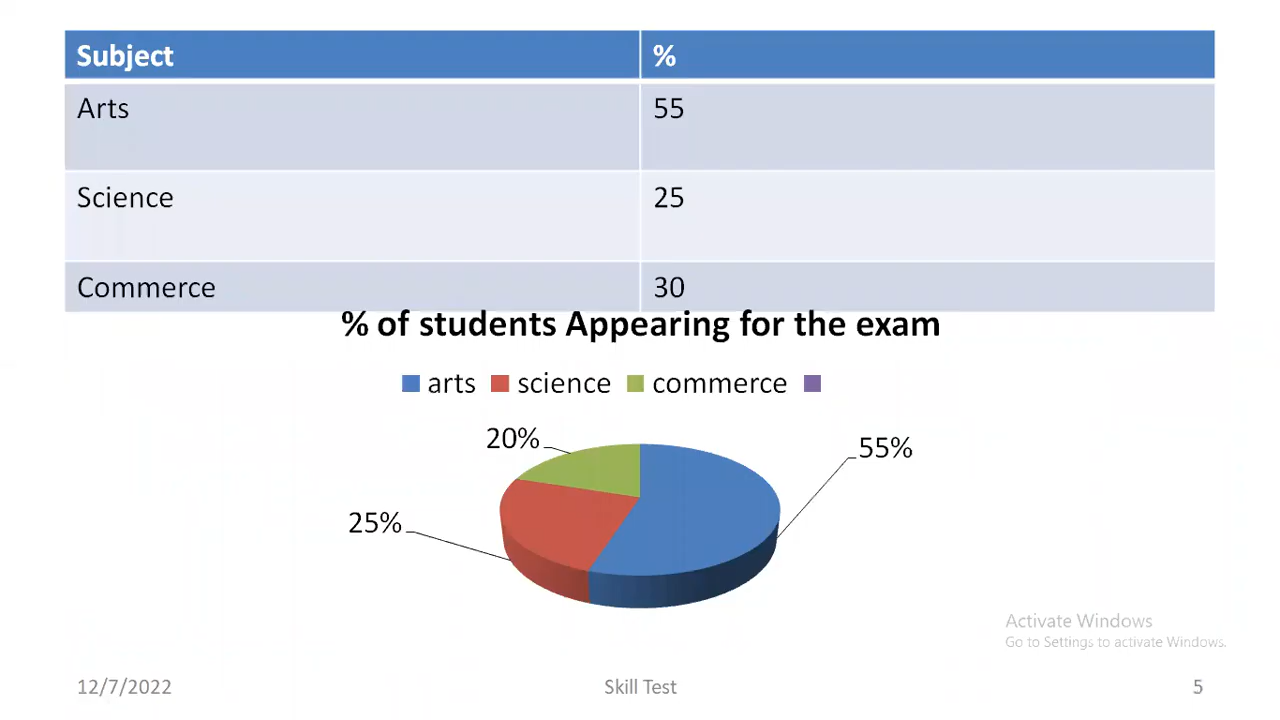 Subject %
Arts 55
Science 25
Commerce 30
% of students Appearing for the exam
arts science commerce
20%
55%
25%
Activate Windows
Go to Settings to activate Windows.
12/7/2022 Skill Test 5